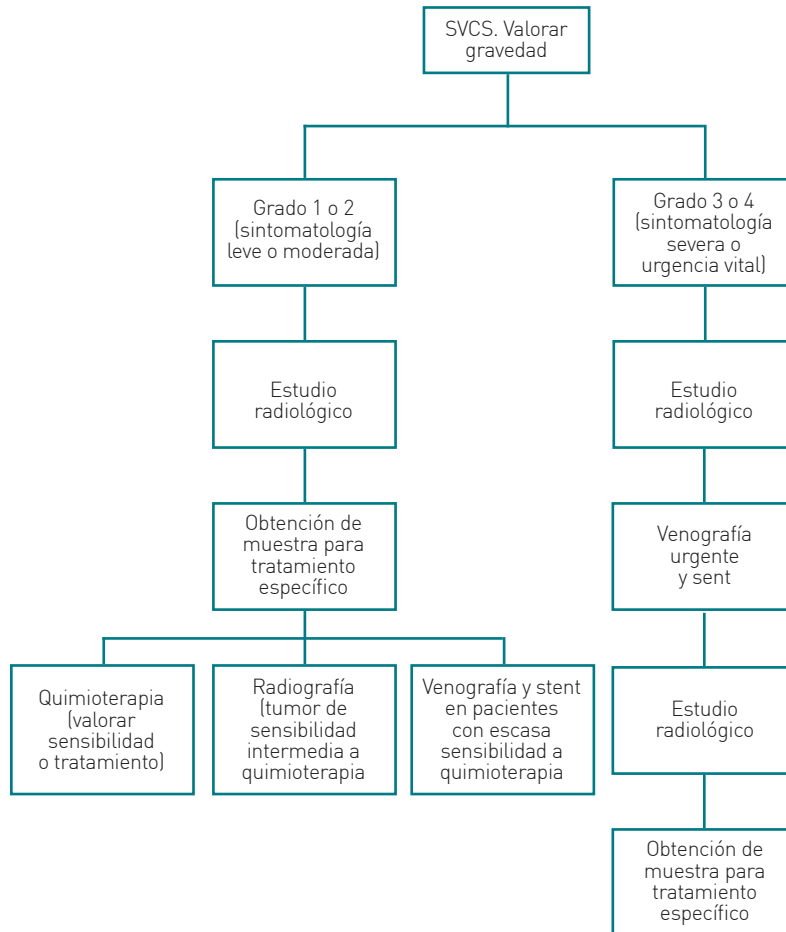 SVCS. Valorar
gravedad
Grado 1 o 2
(sintomatología
leve o moderada)
Grado 3 o 4
(sintomatología
severa o
urgencia vital)
Estudio
radiológico
Estudio
radiológico
Obtención de
muestra para
tratamiento
específico
Venografía
urgente
y sent
Quimioterapia
(valorar
sensibilidad
o tratamiento)
Radiografía
(tumor de
sensibilidad
intermedia a
quimioterapia
Venografía y stent
en pacientes
con escasa
sensibilidad a
quimioterapia
Estudio
radiológico
Obtención de
muestra para
tratamiento
específico